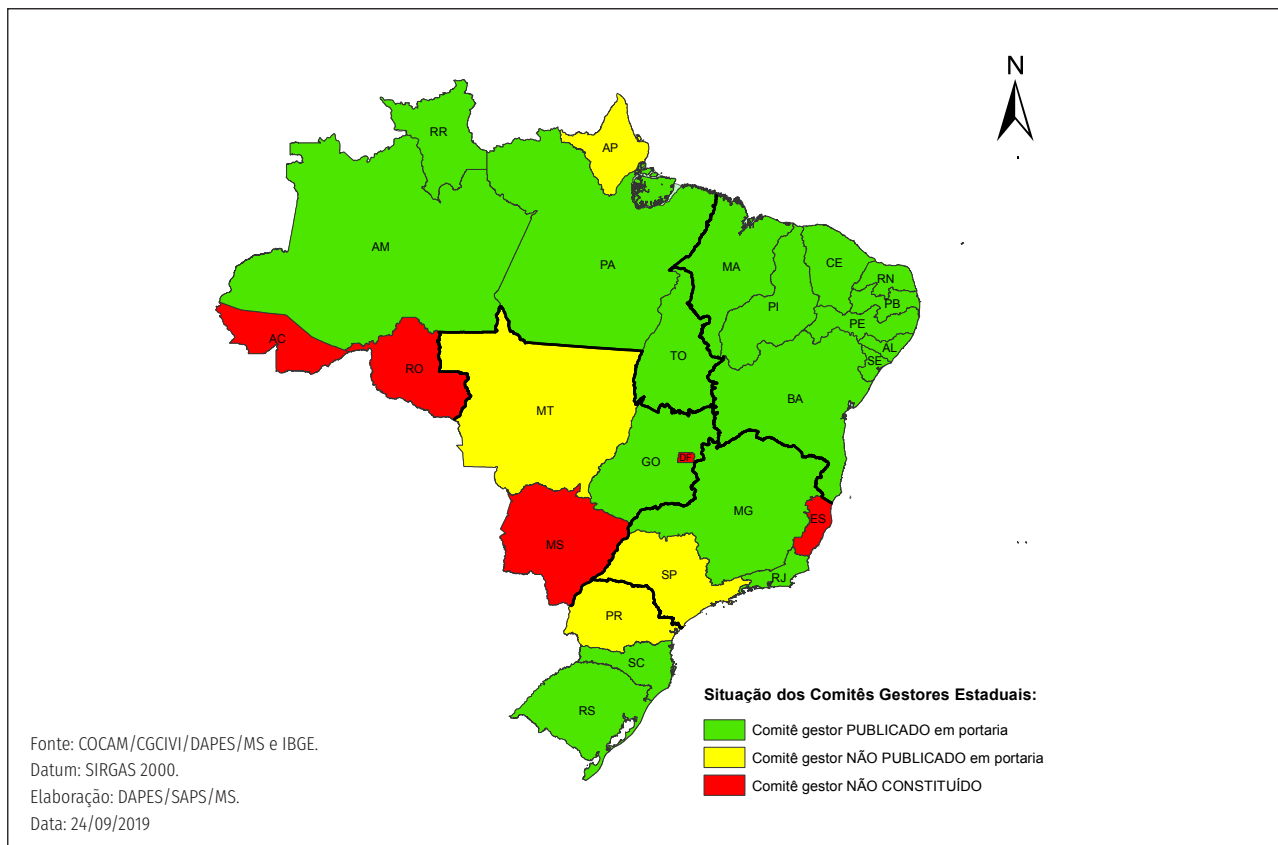 N
RR
AP
AM
PA
MA
CE
RN
PI
PB
PE
AL
SE
AC
RO
TO
MT
BA
GO
DF
MG
ES
MS
SP
RJ
PR
SC
RS
Situação dos Comitês Gestores Estaduais:
Comitê gestor PUBLICADO em portaria
Comitê gestor NÃO PUBLICADO em portaria
Comitê gestor NÃO CONSTITUÍDO
Fonte: COCAM/CGCIVI/DAPES/MS e IBGE.
Datum: SIRGAS 2000.
Elaboração: DAPES/SAPS/MS.
Data: 24/09/2019